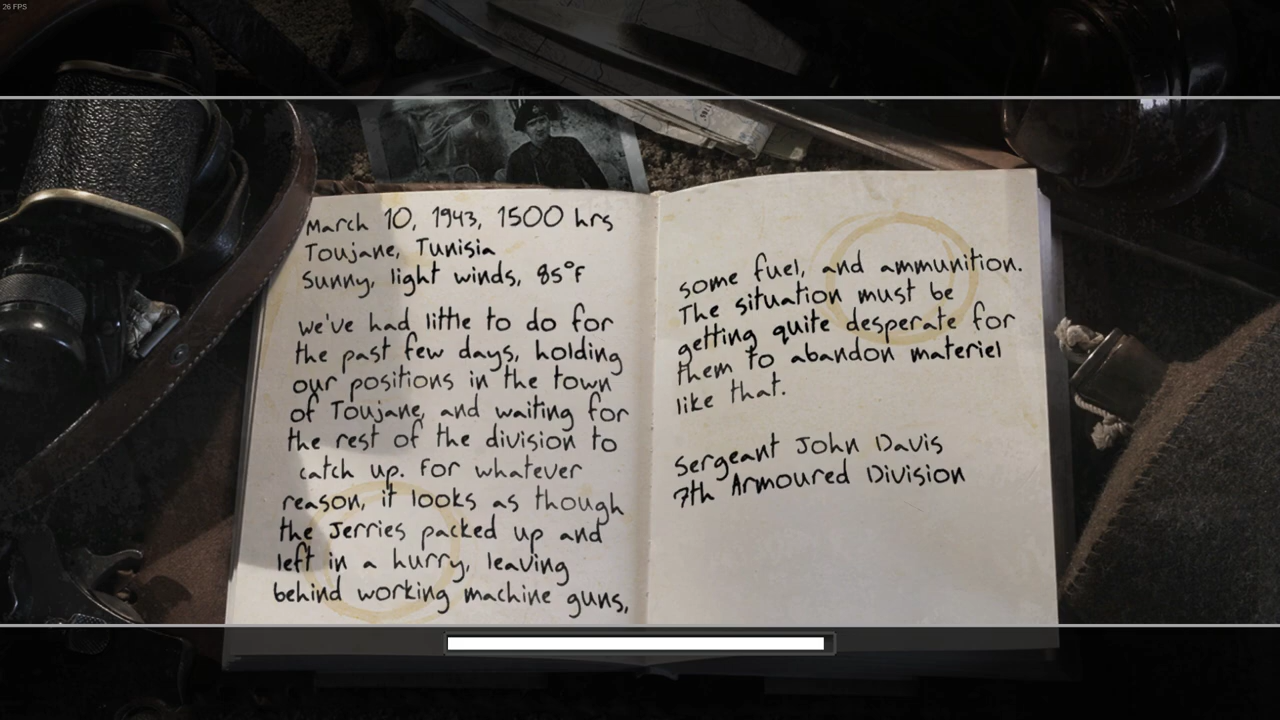 26 FPS
March 10, 1943, 1500 hrs
Toujane, Tunisia
Sunny, light winds, 85°F
we've had little to do for
the past few days, holding
our positions in the town
of Toujane, and waiting for
the rest of the division to
catch up. For whatever
reason, it looks as though
the Jerries packed up and
left in a hurry, leaving
behind working machine guns,
some fuel, and ammunition.
The situation must be
getting quite desperate for
them to abandon materiel
like that.
Sergeant John Davis
7th Armoured Division